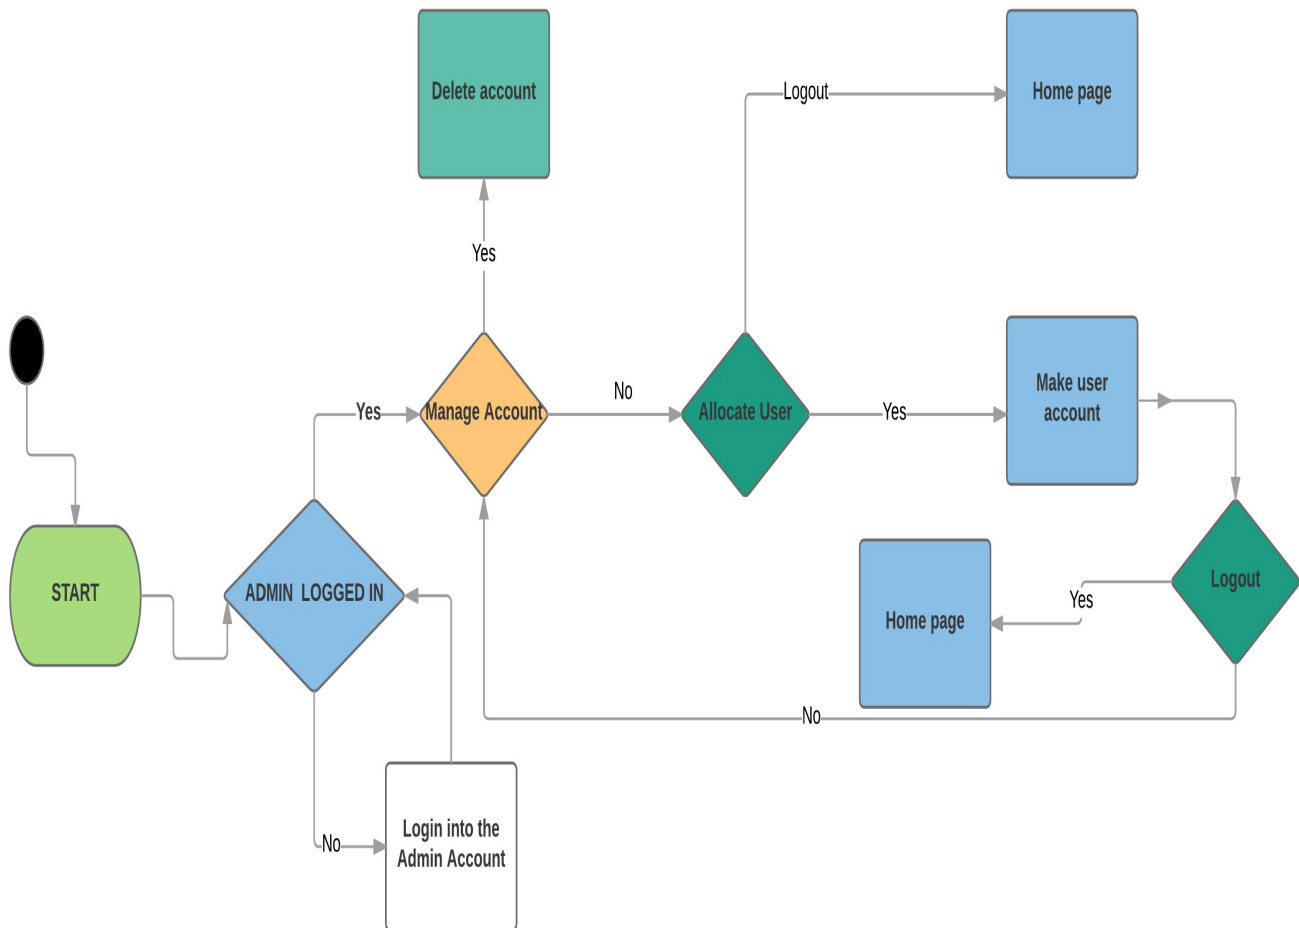 Delete account
Logout
Home page
Yes
Yes
Manage Account
No
Allocate User
Yes
Make user
account
START
ADMIN  LOGGED IN
Home page
Yes
Logout
No
No
Login into the
Admin Account